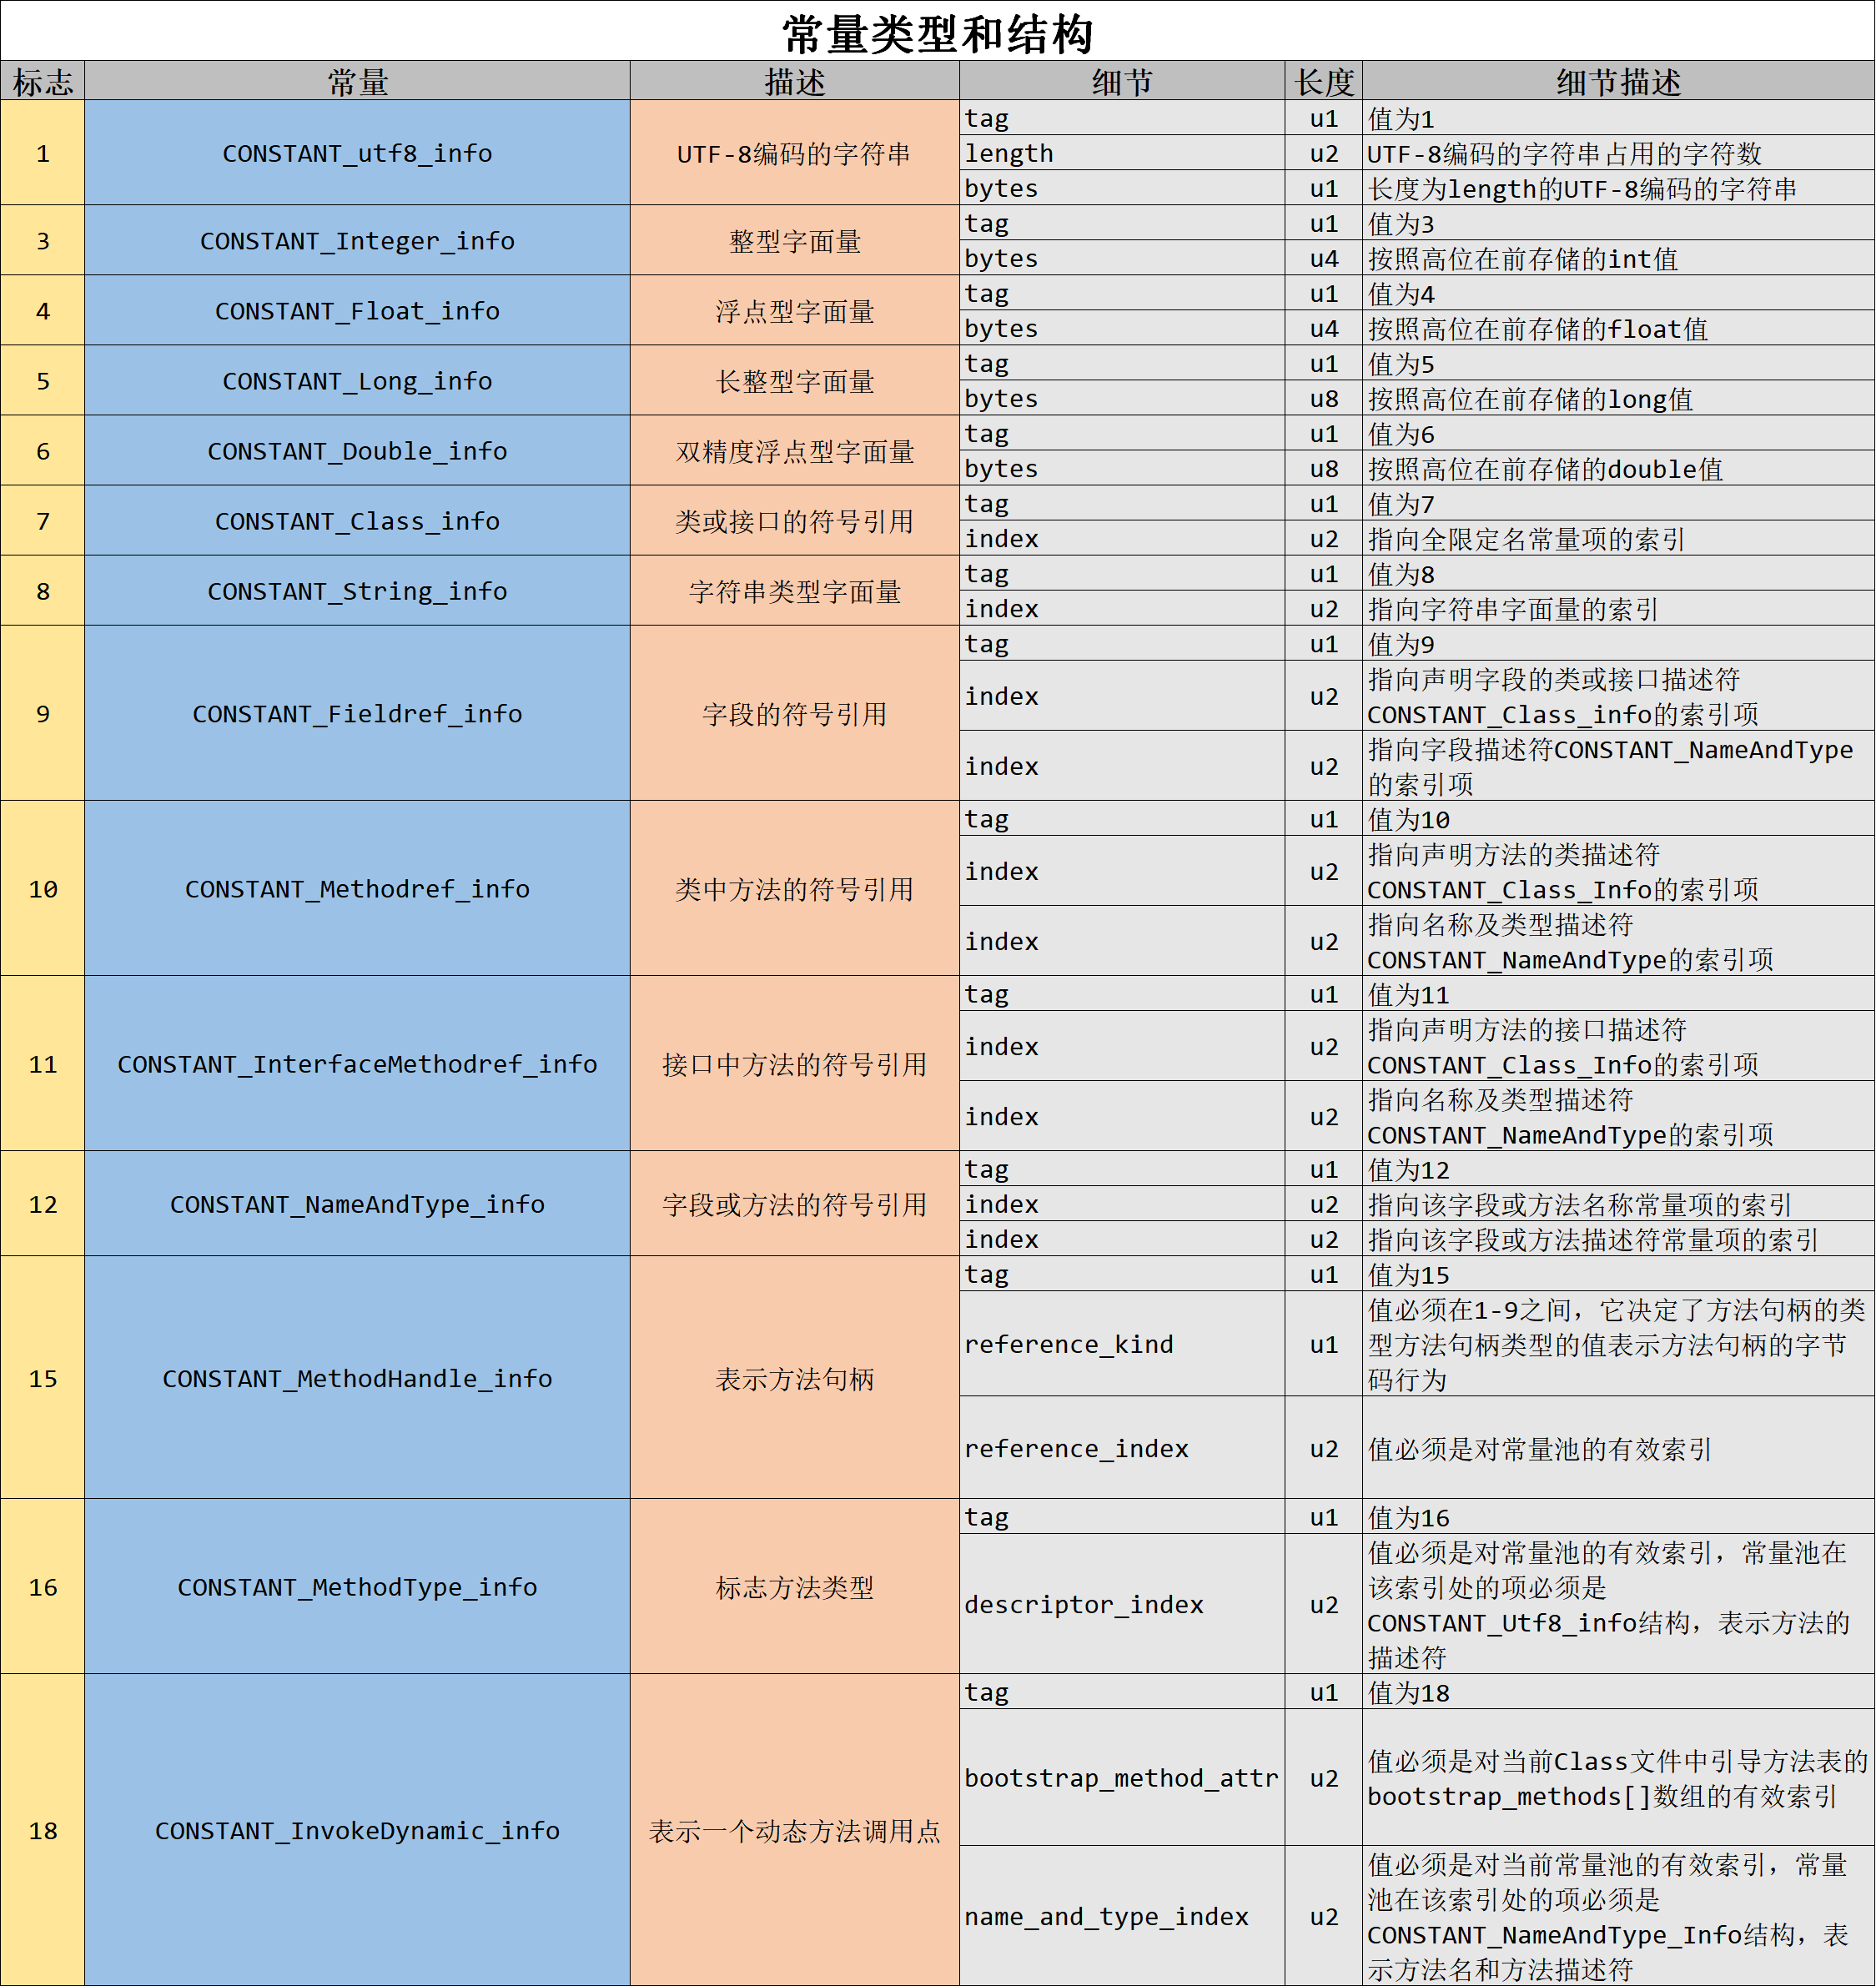 常量类型和结构
标志 常量 描述 细节 长度 细节描述
1 CONSTANT_utf8_info UTF-8编码的字符串 tag u1 值为1
length u2 UTF-8编码的字符串占用的字符数
bytes u1 长度为length的UTF-8编码的字符串
3 CONSTANT_Integer_info 整型字面量 tag u1 值为3
bytes u4 按照高位在前存储的int值
4 CONSTANT_Float_info 浮点型字面量 tag u1 值为4
bytes u4 按照高位在前存储的float值
5 CONSTANT_Long_info 长整型字面量 tag u1 值为5
bytes u8 按照高位在前存储的long值
6 CONSTANT_Double_info 双精度浮点型字面量 tag u1 值为6
bytes u8 按照高位在前存储的double值
7 CONSTANT_Class_info 类或接口的符号引用 tag u1 值为7
index u2 指向全限定名常量项的索引
8 CONSTANT_String_info 字符串类型字面量 tag u1 值为8
index u2 指向字符串字面量的索引
9 CONSTANT_Fieldref_info 字段的符号引用 tag u1 值为9
index u2 指向声明字段的类或接口描述符
CONSTANT_Class_info的索引项
index u2 指向字段描述符CONSTANT_NameAndType
的索引项
10 CONSTANT_Methodref_info 类中方法的符号引用 tag u1 值为10
index u2 指向声明方法的类描述符
CONSTANT_Class_Info的索引项
index u2 指向名称及类型描述符
CONSTANT_NameAndType的索引项
11 CONSTANT_InterfaceMethodref_info 接口中方法的符号引用 tag u1 值为11
index u2 指向声明方法的接口描述符
CONSTANT_Class_Info的索引项
index u2 指向名称及类型描述符
CONSTANT_NameAndType的索引项
12 CONSTANT_NameAndType_info 字段或方法的符号引用 tag u1 值为12
index u2 指向该字段或方法名称常量项的索引
index u2 指向该字段或方法描述符常量项的索引
15 CONSTANT_MethodHandle_info 表示方法句柄 tag u1 值为15
reference_kind u1 值必须在1-9之间，它决定了方法句柄的类
型方法句柄类型的值表示方法句柄的字节
码行为
reference_index u2 值必须是对常量池的有效索引
16 CONSTANT_MethodType_info 标志方法类型 tag u1 值为16
descriptor_index u2 值必须是对常量池的有效索引，常量池在
该索引处的项必须是
CONSTANT_Utf8_info结构，表示方法的
描述符
18 CONSTANT_InvokeDynamic_info 表示一个动态方法调用点 tag u1 值为18
bootstrap_method_attr u2 值必须是对当前Class文件中引导方法表的
bootstrap_methods[]数组的有效索引
name_and_type_index u2 值必须是对当前常量池的有效索引，常量
池在该索引处的项必须是
CONSTANT_NameAndType_Info结构，表
示方法名和方法描述符